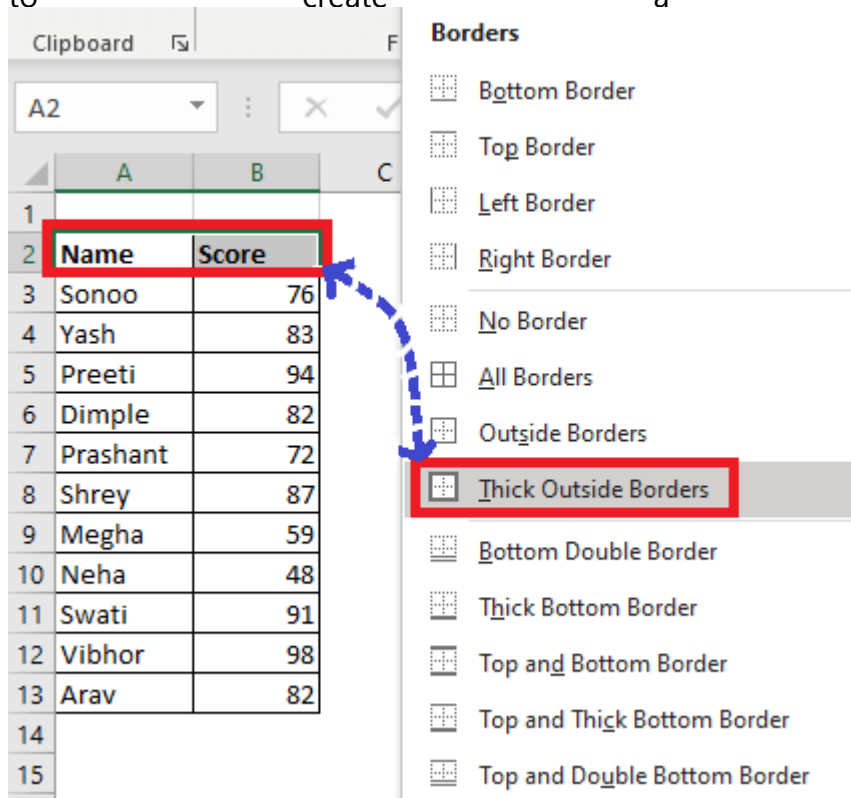 to create a
Clipboard F
A2
A B C
1
2 Name Score
3 Sonoo 76
4 Yash 83
5 Preeti 94
6 Dimple 82
7 Prashant 72
8 Shrey 87
9 Megha 59
10 Neha 48
11 Swati 91
12 Vibhor 98
13 Arav 82
14
15
Borders
Bottom Border
Top Border
Left Border
Right Border
No Border
All Borders
Outside Borders
Thick Outside Borders
Bottom Double Border
Thick Bottom Border
Top and Bottom Border
Top and Thick Bottom Border
Top and Double Bottom Border